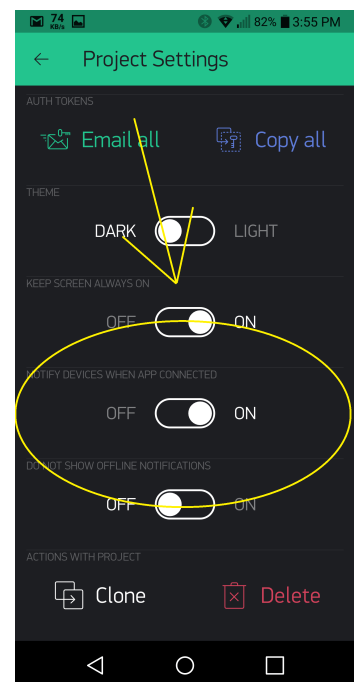 74
KB/s
82% 3:55 PM
Project Settings
AUTH TOKENS
Email all Copy all
THEME
DARK LIGHT
KEEP SCREEN ALWAYS ON
OFF ON
NOTIFY DEVICES WHEN APP CONNECTED
OFF ON
DO NOT SHOW OFFLINE NOTIFICATIONS
OFF ON
ACTIONS WITH PROJECT
Clone Delete